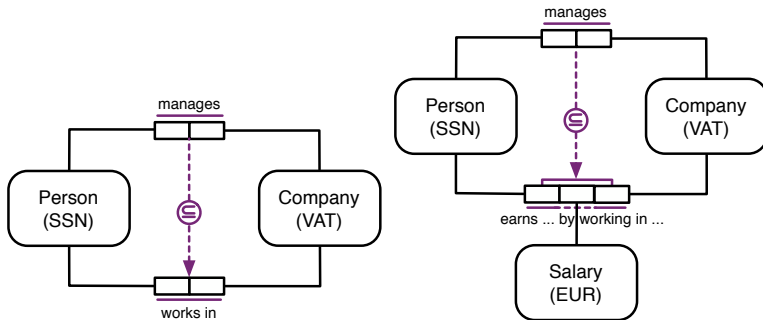 manages
Person
(SSN)
Company
(VAT)
⊆
works in
manages
Person
(SSN)
Company
(VAT)
⊆
earns ... by working in ...
Salary
(EUR)